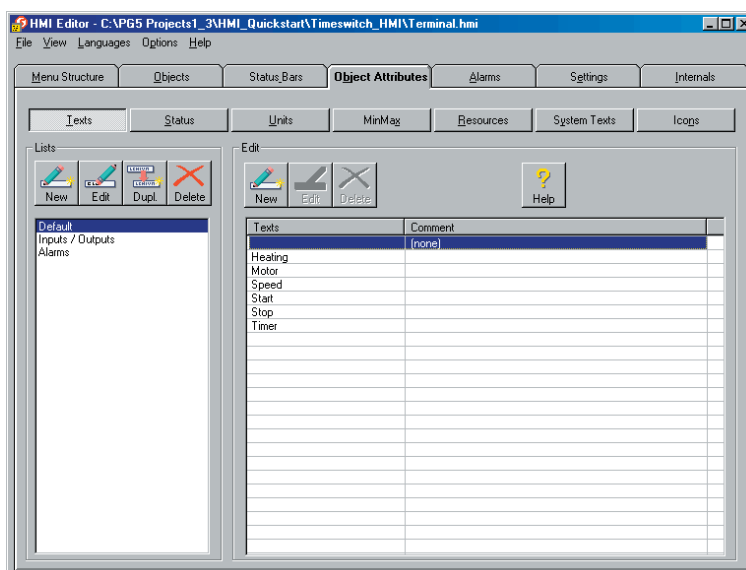 HMI Editor - C:\PG5 Projects1_3\HMI_Quickstart\Timeswitch_HMI\Terminal.hmi
File View Languages Options Help
Menu Structure Objects Status Bars Object Attributes Alarms Settings Internals
Texts Status Units MinMax Resources System Texts Icons
Lists Edit
New Edit Dupl. Delete New Edit Delete Help
Default
Inputs / Outputs
Alarms
Texts Comment
(none)
Heating
Motor
Speed
Start
Stop
Timer